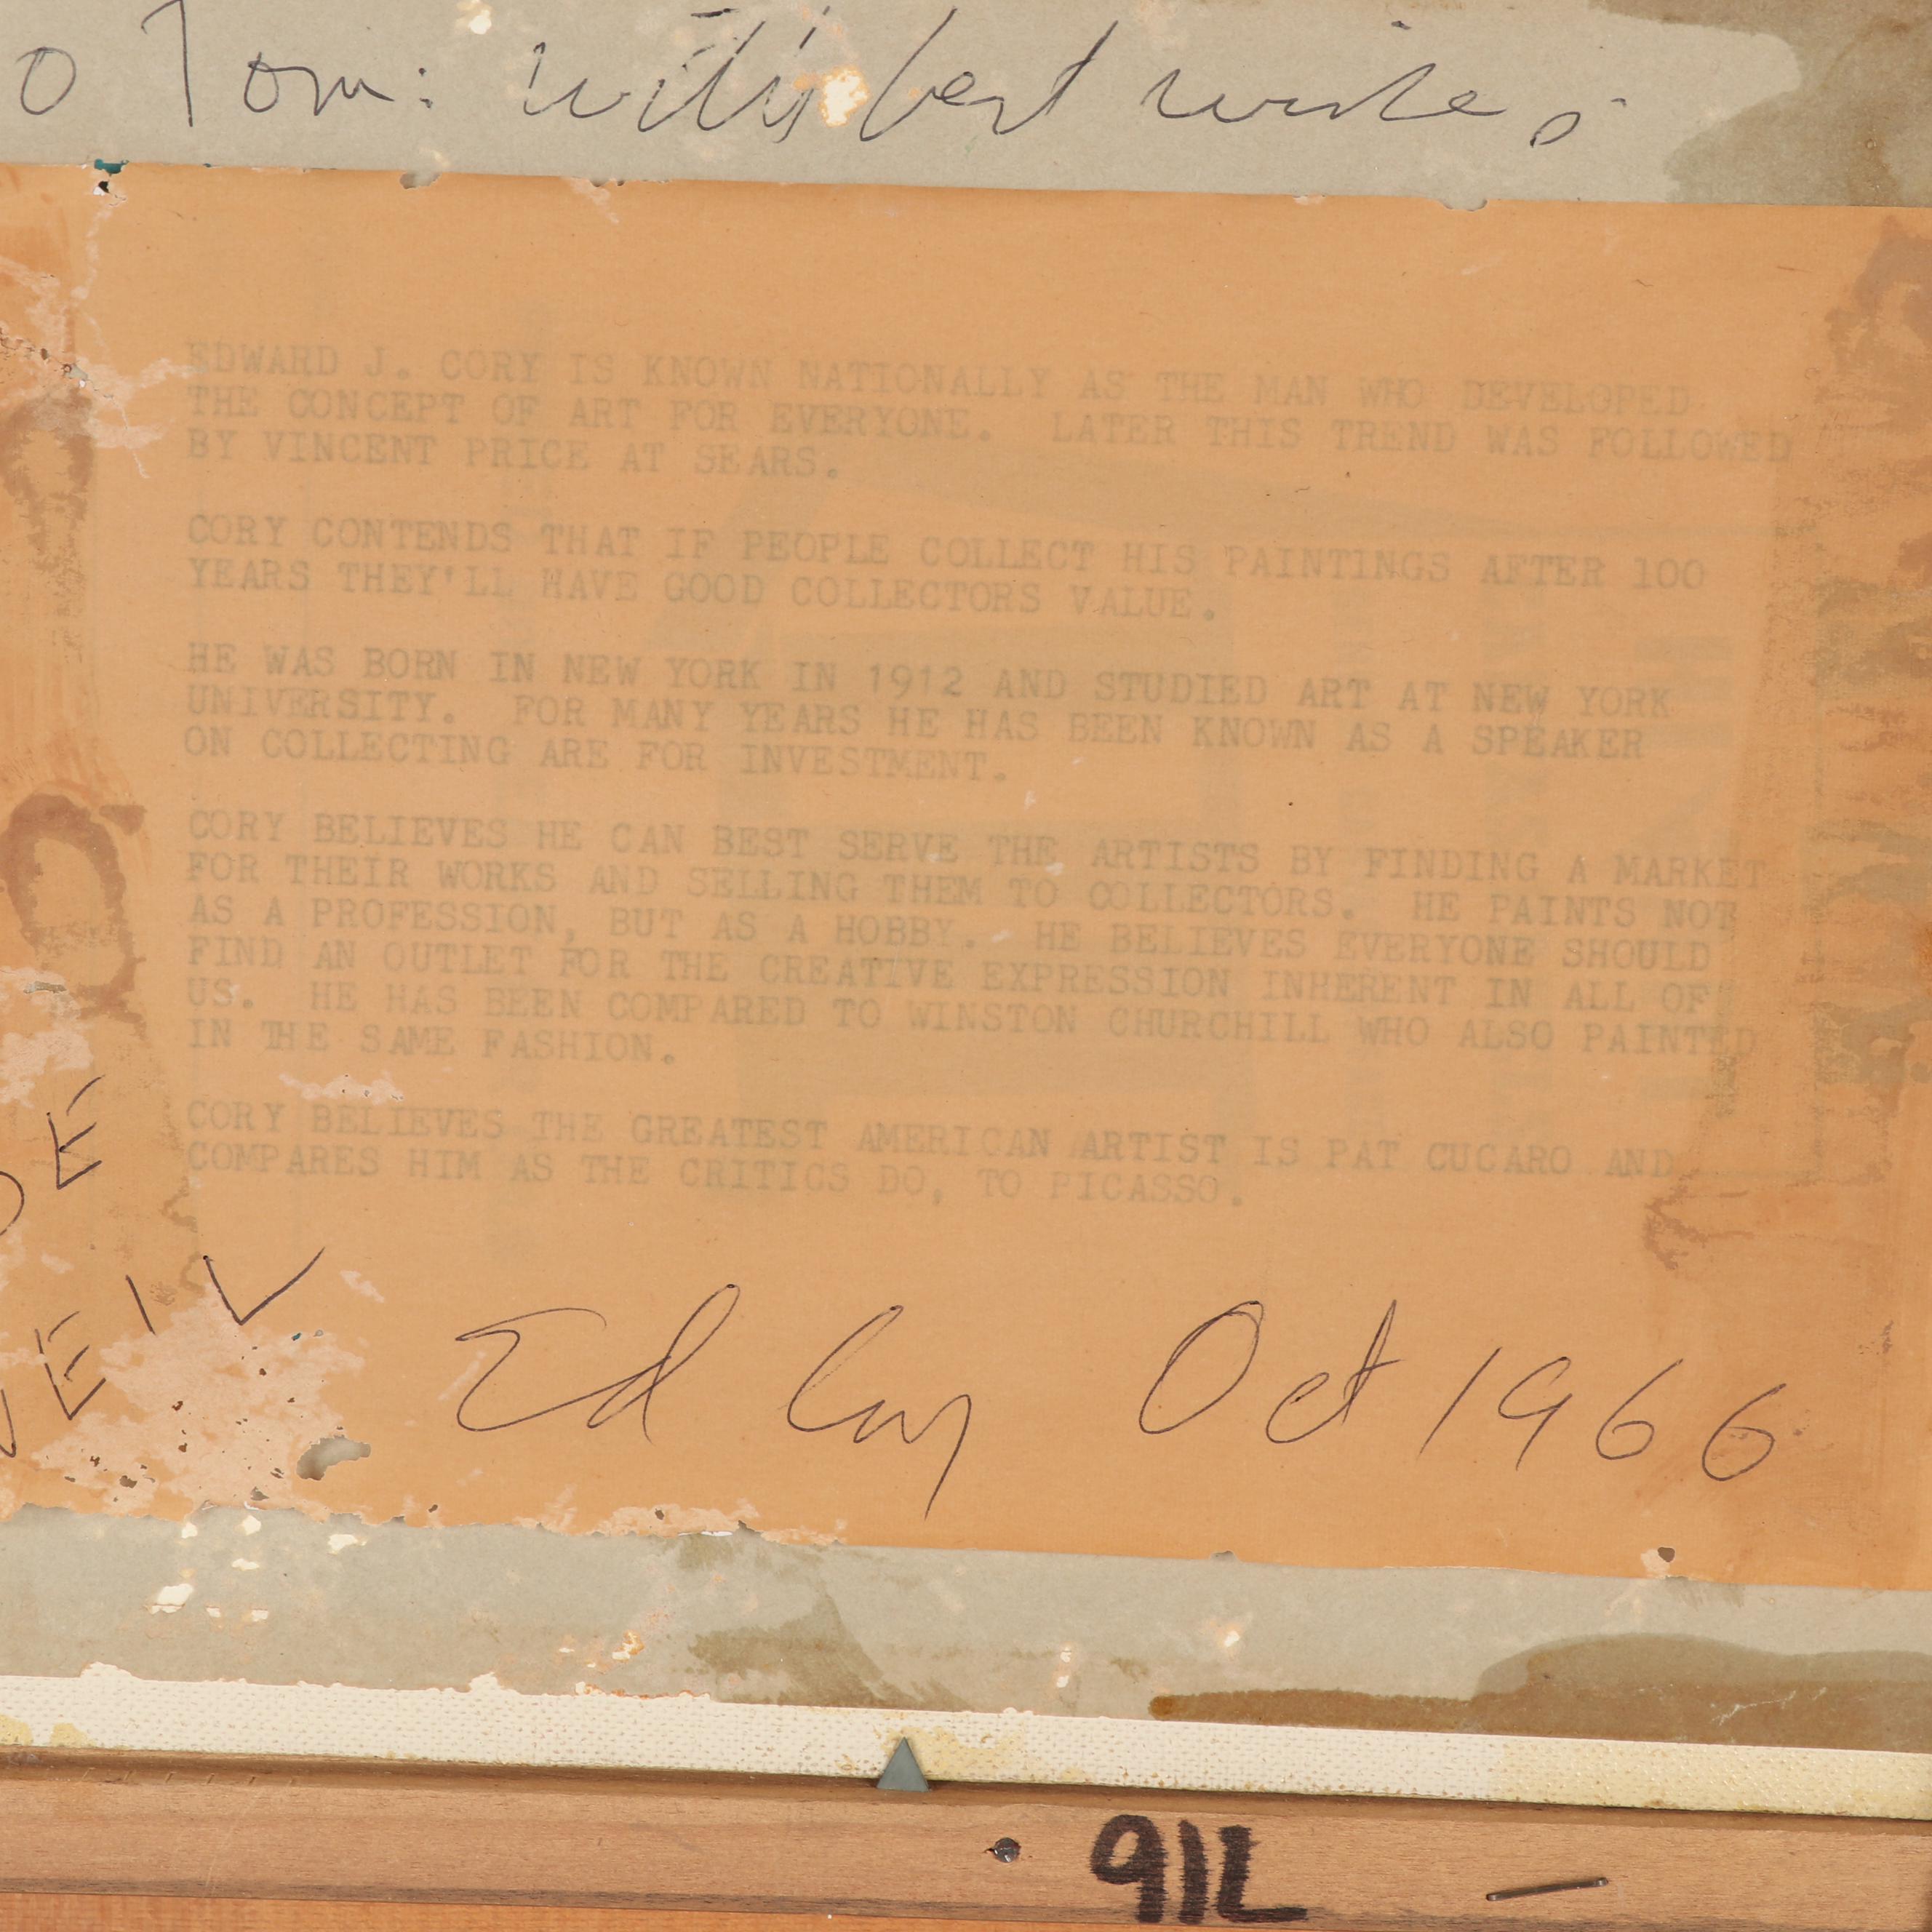 o Tom: with best wishes
EDWARD J. CORY IS KNOWN NATIONALLY AS THE MAN WHO DEVELOPED
THE CONCEPT OF ART FOR EVERYONE. LATER THIS TREND WAS FOLLOWED
BY VINCENT PRICE AT SEARS.
CORY CONTENDS THAT IF PEOPLE COLLECT HIS PAINTINGS AFTER 100
YEARS THEY'LL HAVE GOOD COLLECTORS VALUE.
HE WAS BORN IN NEW YORK IN 1912 AND STUDIED ART AT NEW YORK
UNIVERSITY. FOR MANY YEARS HE HAS BEEN KNOWN AS A SPEAKER
ON COLLECTING ARE FOR INVESTMENT.
CORY BELIEVES HE CAN BEST SERVE THE ARTISTS BY FINDING A MARKET
FOR THEIR WORKS AND SELLING THEM TO COLLECTORS. HE PAINTS NOT
AS A PROFESSION, BUT AS A HOBBY. HE BELIEVES EVERYONE SHOULD
FIND AN OUTLET FOR THE CREATIVE EXPRESSION INHERENT IN ALL OF
US. HE HAS BEEN COMPARED TO WINSTON CHURCHILL WHO ALSO PAINTED
IN THE SAME FASHION.
CORY BELIEVES THE GREATEST AMERICAN ARTIST IS PAT CUCARO AND
COMPARES HIM AS THE CRITICS DO, TO PICASSO.
DE
EIL
Ed Cory Oct 1966
91L